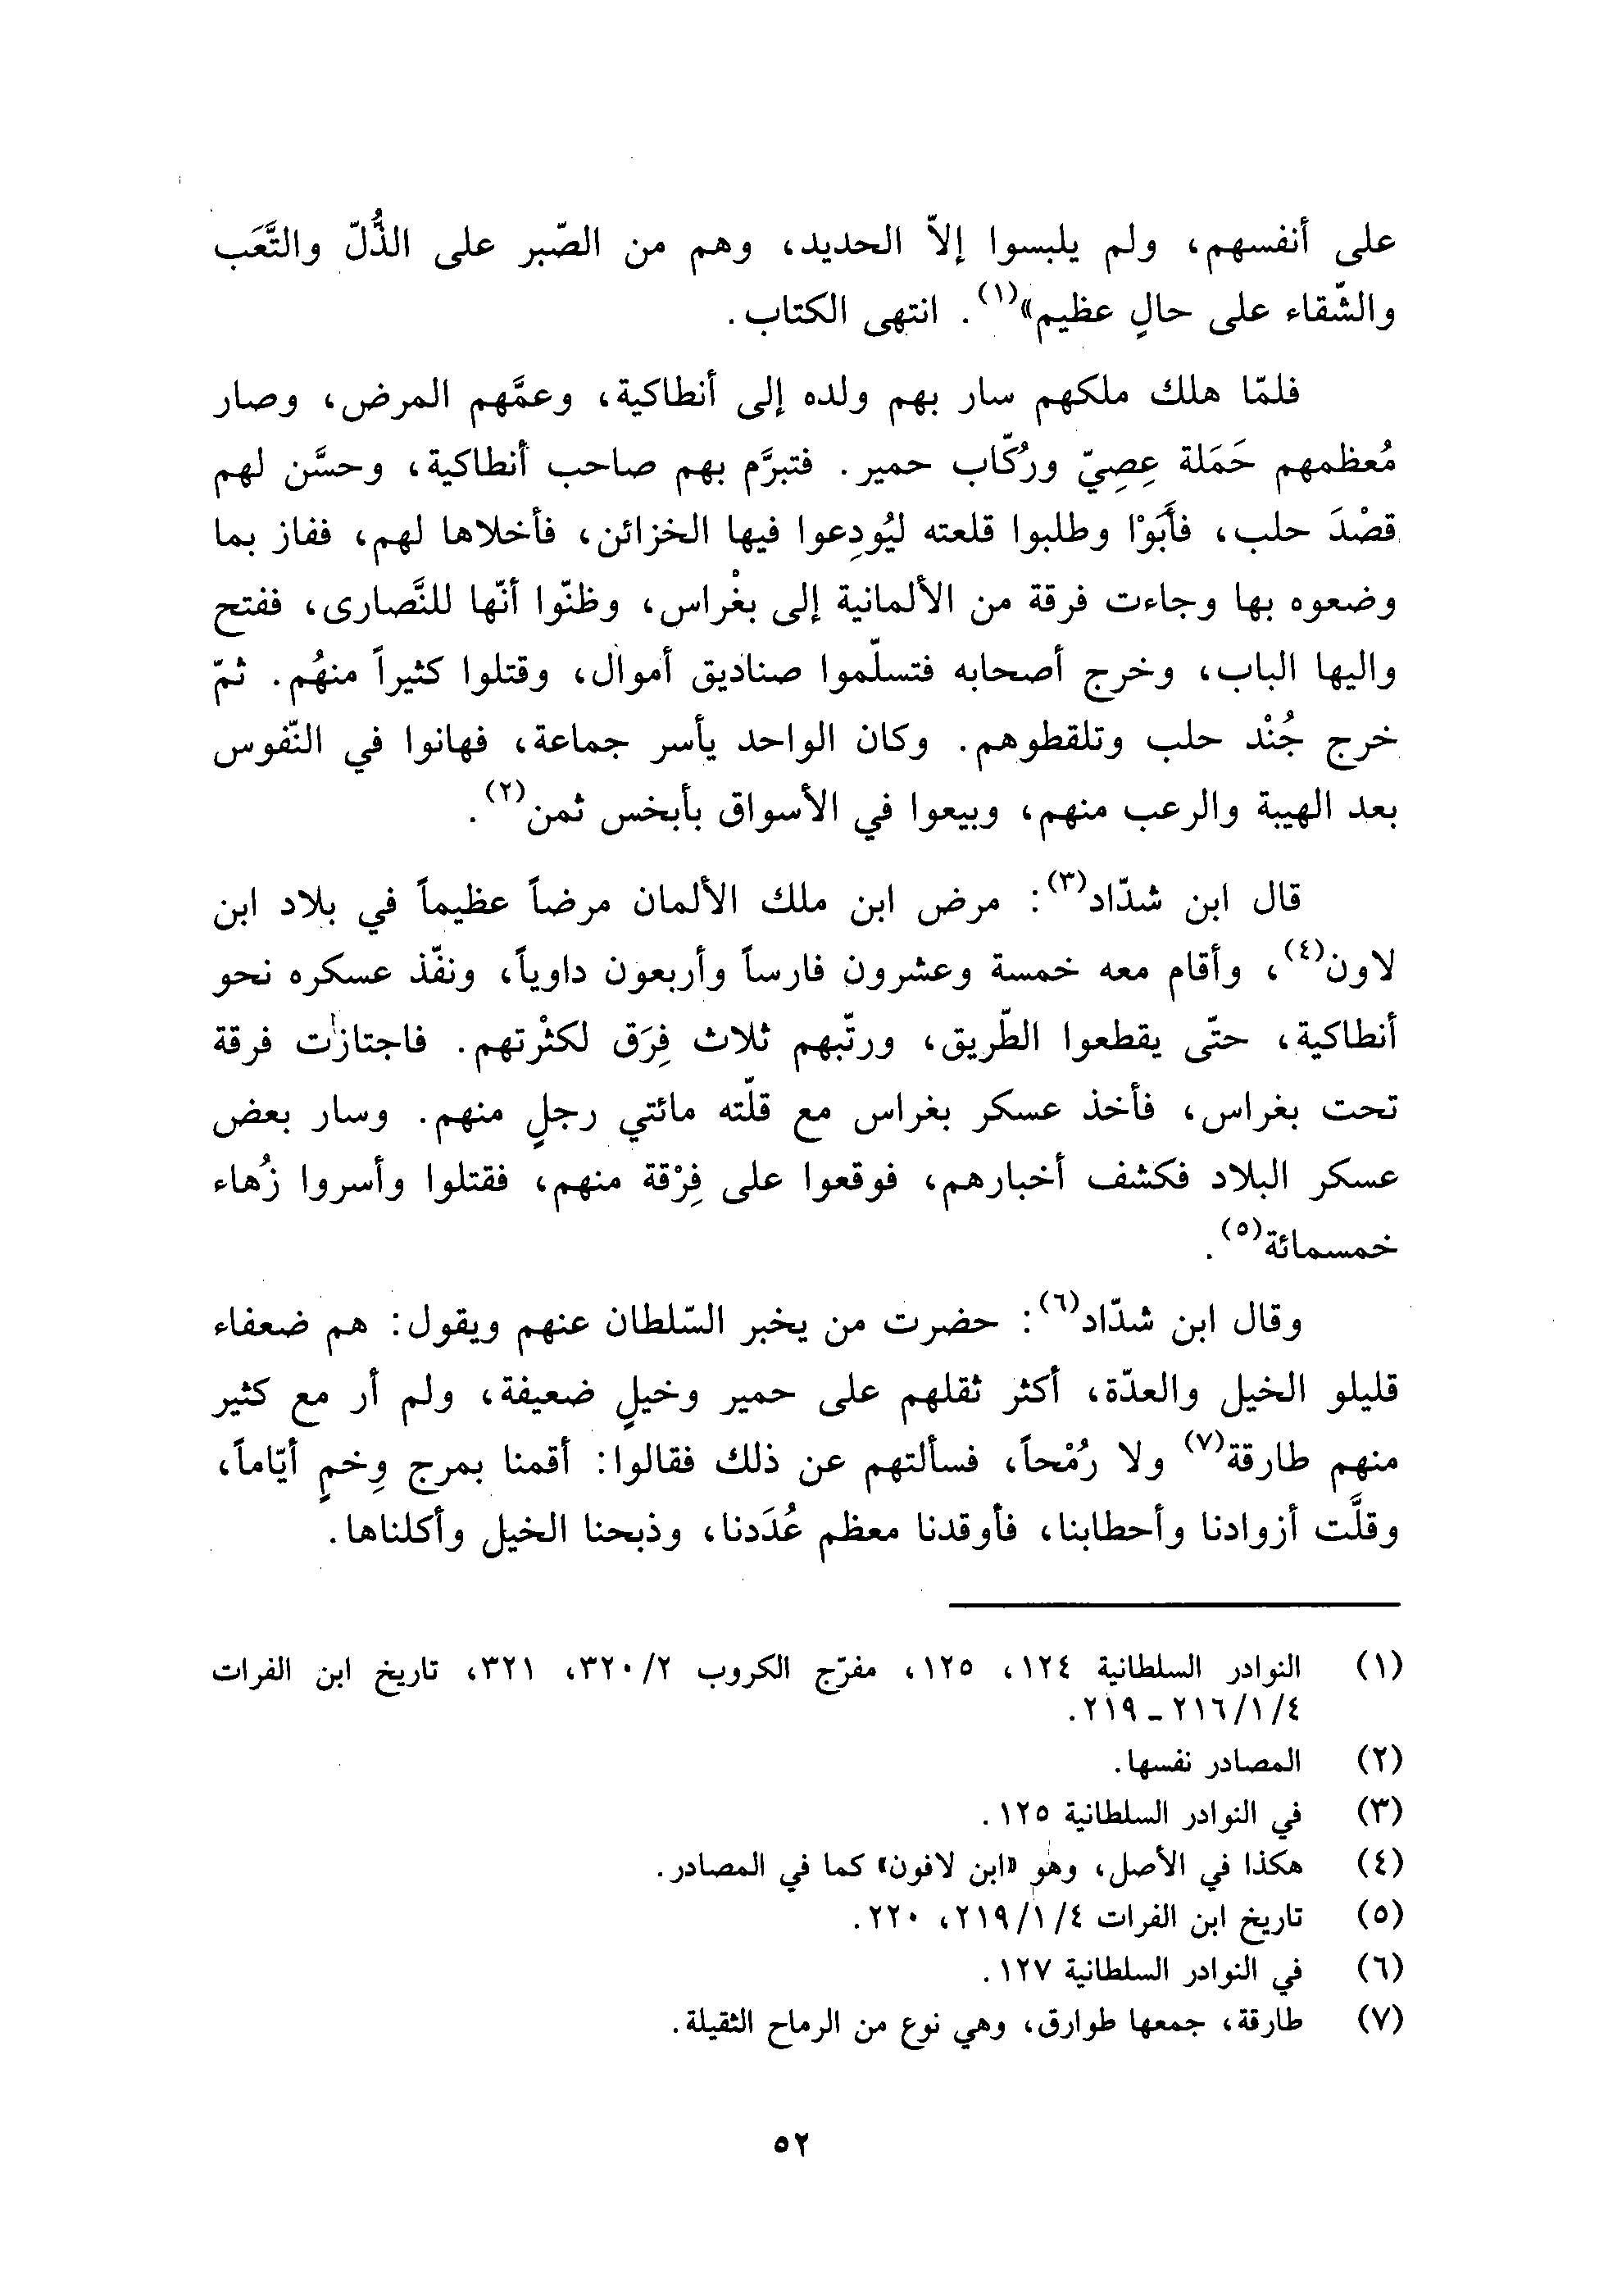 على أنفسهم، ولم يلبسوا إلاّ الحديد، وهم من الصّبر على الذُّلّ والتَّعَب
والشّقاء على حالٍ عظيم»(١). انتهى الكتاب.
فلمّا هلك ملكهم سار بهم ولده إلى أنطاكية، وعمَّهم المرض، وصار
مُعظمهم حَمَلة عِصِيّ ورُكّاب حمير. فتبرَّم بهم صاحب أنطاكية، وحسَّن لهم
قصْدَ حلب، فأَبَوْا وطلبوا قلعته ليُودِعوا فيها الخزائن، فأخلاها لهم، ففاز بما
وضعوه بها وجاءت فرقة من الألمانية إلى بغْراس، وظنّوا أنّها للنَّصارى، ففتح
واليها الباب، وخرج أصحابه فتسلّموا صناديق أموال، وقتلوا كثيراً منهُم. ثمّ
خرج جُنْد حلب وتلقطوهم. وكان الواحد يأسر جماعة، فهانوا في النّفوس
بعد الهيبة والرعب منهم، وبيعوا في الأسواق بأبخس ثمن(٢).
قال ابن شدّاد(٣): مرض ابن ملك الألمان مرضاً عظيماً في بلاد ابن
لاون(٤)، وأقام معه خمسة وعشرون فارساً وأربعون داوياً، ونفّذ عسكره نحو
أنطاكية، حتّى يقطعوا الطّريق، ورتّبهم ثلاث فِرَق لكثْرتهم. فاجتازت فرقة
تحت بغراس، فأخذ عسكر بغراس مع قلّته مائتي رجلٍ منهم. وسار بعض
عسكر البلاد فكشف أخبارهم، فوقعوا على فِرْقة منهم، فقتلوا وأسروا زُهاء
خمسمائة(٥).
وقال ابن شدّاد(٦): حضرت من يخبر السّلطان عنهم ويقول: هم ضعفاء
قليلو الخيل والعدّة، أكثر ثقلهم على حمير وخيلٍ ضعيفة، ولم أر مع كثير
منهم طارقة(٧) ولا رُمْحاً، فسألتهم عن ذلك فقالوا: أقمنا بمرج وِخمٍ أيّاماً،
وقلَّت أزوادنا وأحطابنا، فأوقدنا معظم عُدَدنا، وذبحنا الخيل وأكلناها.
(١) النوادر السلطانية ١٢٤، ١٢٥، مفرّج الكروب ٣٢٠/٢، ٣٢١، تاريخ ابن الفرات
٢١٦/١/٤ ـ ٢١٩.
(٢) المصادر نفسها.
(٣) في النوادر السلطانية ١٢٥.
(٤) هكذا في الأصل، وهو «ابن لافون» كما في المصادر.
(٥) تاريخ ابن الفرات ٢١٩/١/٤، ٢٢٠.
(٦) في النوادر السلطانية ١٢٧.
(٧) طارقة، جمعها طوارق، وهي نوع من الرماح الثقيلة.
٥٢